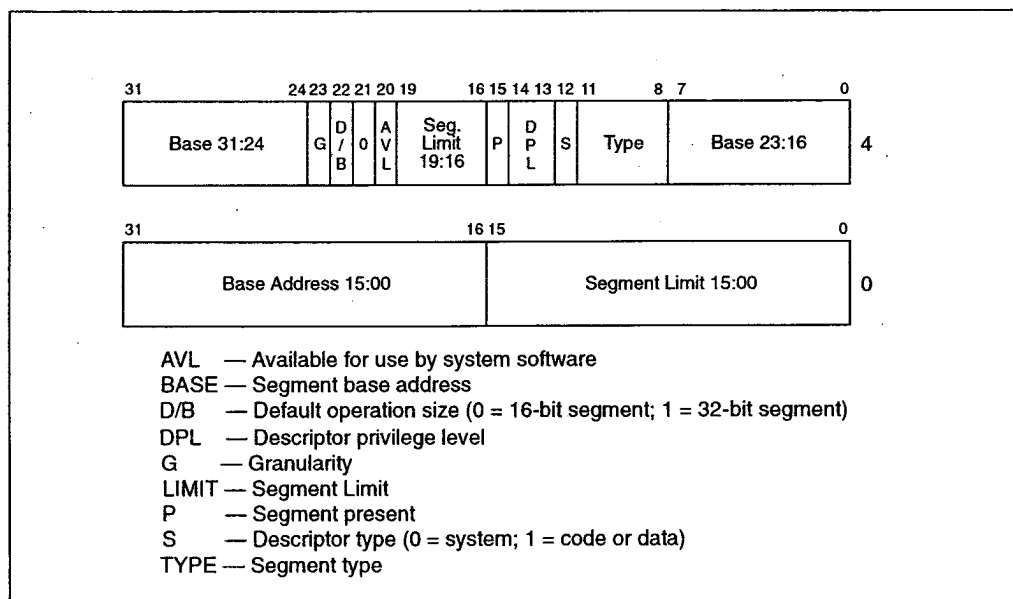 31 24 23 22 21 20 19 16 15 14 13 12 11 8 7 0
Base 31:24 G D/B 0 AVL Seg. Limit 19:16 P DPL S Type Base 23:16 4
31 16 15 0
Base Address 15:00 Segment Limit 15:00 0
AVL — Available for use by system software
BASE — Segment base address
D/B — Default operation size (0 = 16-bit segment; 1 = 32-bit segment)
DPL — Descriptor privilege level
G — Granularity
LIMIT — Segment Limit
P — Segment present
S — Descriptor type (0 = system; 1 = code or data)
TYPE — Segment type